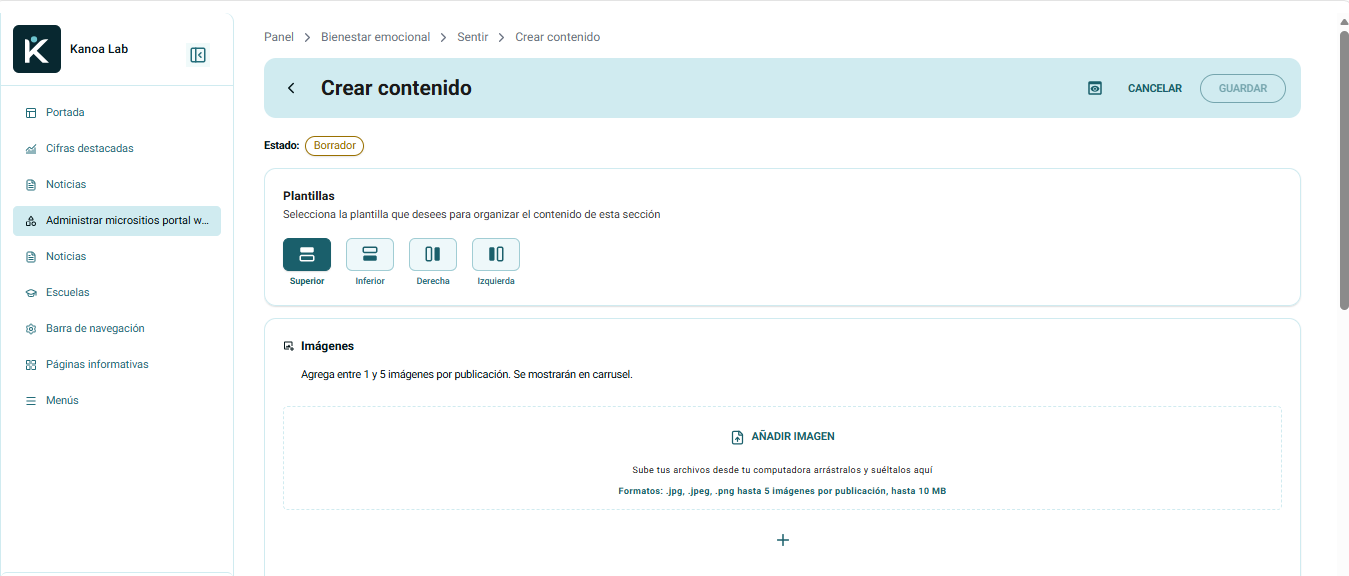 Kanoa Lab
Portada
Cifras destacadas
Noticias
Administrar micrositios portal w...
Noticias
Escuelas
Barra de navegación
Páginas informativas
Menús
Panel > Bienestar emocional > Sentir > Crear contenido
Crear contenido
CANCELAR
GUARDAR
Estado: Borrador
Plantillas
Selecciona la plantilla que desees para organizar el contenido de esta sección
Superior Inferior Derecha Izquierda
Imágenes
Agrega entre 1 y 5 imágenes por publicación. Se mostrarán en carrusel.
AÑADIR IMAGEN
Sube tus archivos desde tu computadora arrástralos y suéltalos aquí
Formatos: .jpg, .jpeg, .png hasta 5 imágenes por publicación, hasta 10 MB